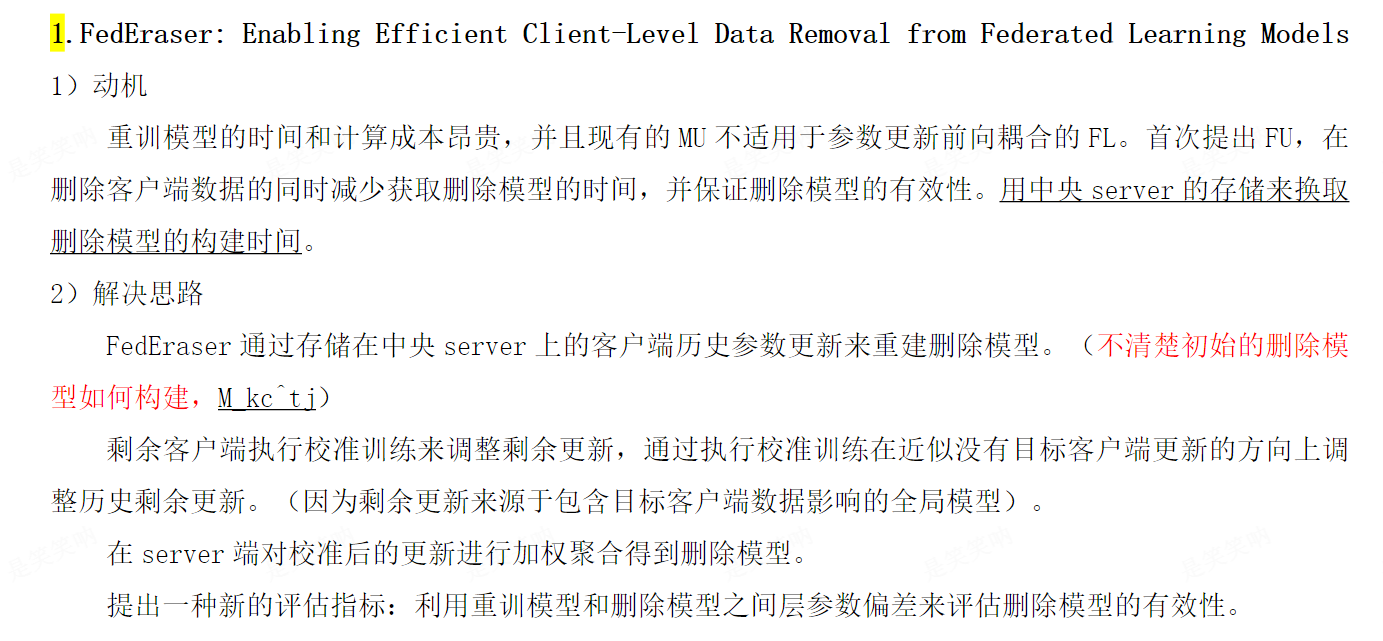 1.FedEraser: Enabling Efficient Client-Level Data Removal from Federated Learning Models
1）动机
重训模型的时间和计算成本昂贵，并且现有的 MU 不适用于参数更新前向耦合的 FL。首次提出 FU，在
删除客户端数据的同时减少获取删除模型的时间，并保证删除模型的有效性。用中央 server 的存储来换取
删除模型的构建时间。
2）解决思路
FedEraser 通过存储在中央 server 上的客户端历史参数更新来重建删除模型。（不清楚初始的删除模
型如何构建，M_kc^tj）
剩余客户端执行校准训练来调整剩余更新，通过执行校准训练在近似没有目标客户端更新的方向上调
整历史剩余更新。（因为剩余更新来源于包含目标客户端数据影响的全局模型）。
在 server 端对校准后的更新进行加权聚合得到删除模型。
提出一种新的评估指标：利用重训模型和删除模型之间层参数偏差来评估删除模型的有效性。